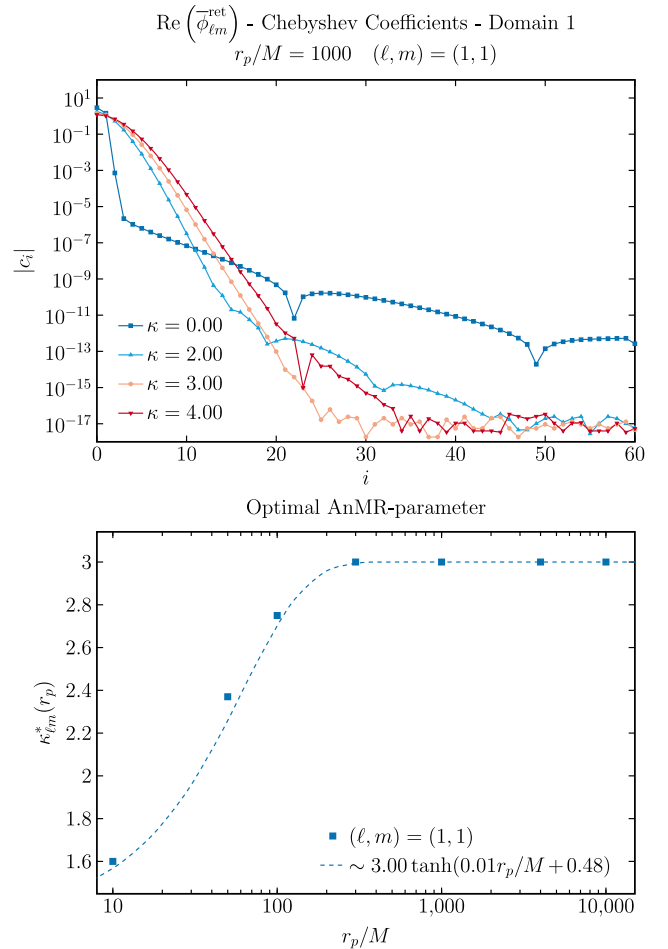 Re (ϕ̅ℓm^ret) - Chebyshev Coefficients - Domain 1
r_p/M = 1000 (ℓ, m) = (1, 1)
10^1
10^-1
10^-3
10^-5
10^-7
10^-9
10^-11
10^-13
10^-15
10^-17
|c_i|
κ = 0.00
κ = 2.00
κ = 3.00
κ = 4.00
0 10 20 30 40 50 60
i
Optimal AnMR-parameter
3
2.8
2.6
2.4
2.2
2
1.8
1.6
κ*_ℓm(r_p)
(ℓ, m) = (1, 1)
∼ 3.00 tanh(0.01r_p/M + 0.48)
10 100 1,000 10,000
r_p/M